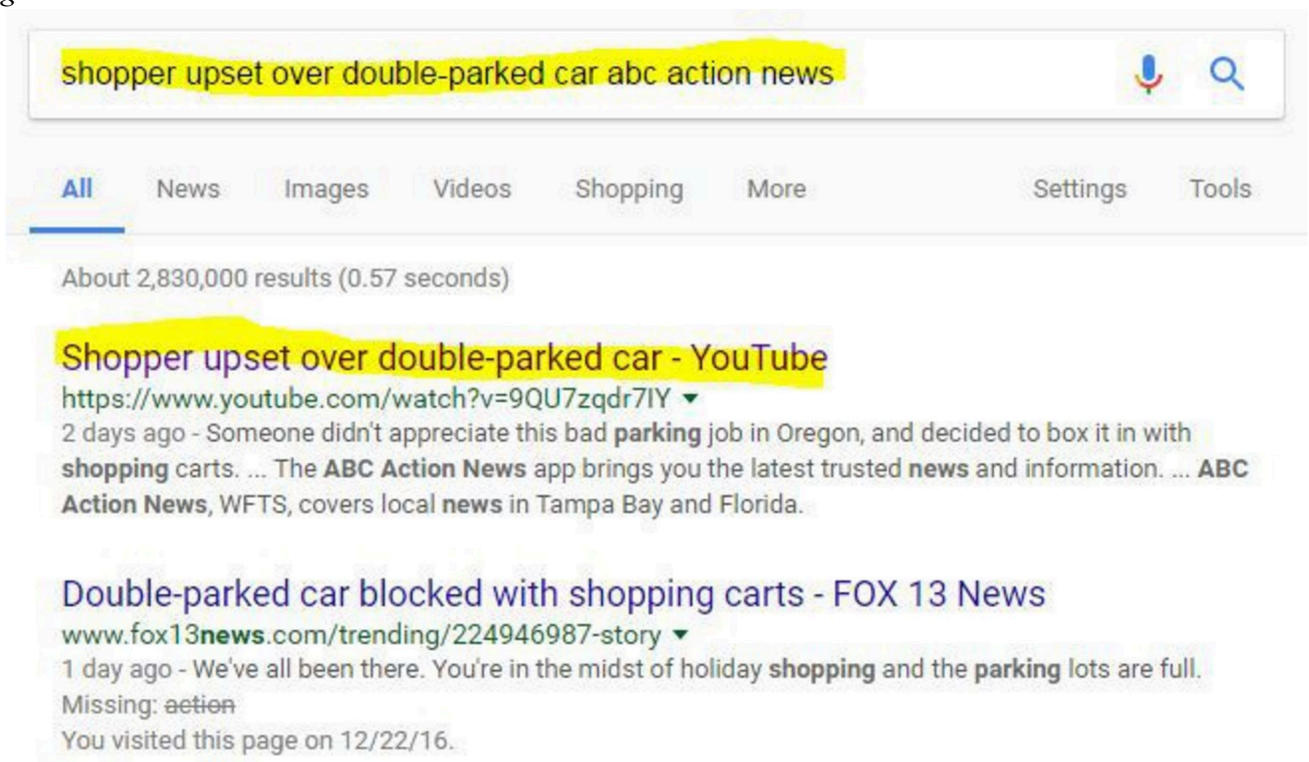 shopper upset over double-parked car abc action news
All News Images Videos Shopping More Settings Tools
About 2,830,000 results (0.57 seconds)
Shopper upset over double-parked car - YouTube
https://www.youtube.com/watch?v=9QU7zqdr7IY
2 days ago - Someone didn't appreciate this bad parking job in Oregon, and decided to box it in with
shopping carts. ... The ABC Action News app brings you the latest trusted news and information. ... ABC
Action News, WFTS, covers local news in Tampa Bay and Florida.
Double-parked car blocked with shopping carts - FOX 13 News
www.fox13news.com/trending/224946987-story
1 day ago - We've all been there. You're in the midst of holiday shopping and the parking lots are full.
Missing: action
You visited this page on 12/22/16.